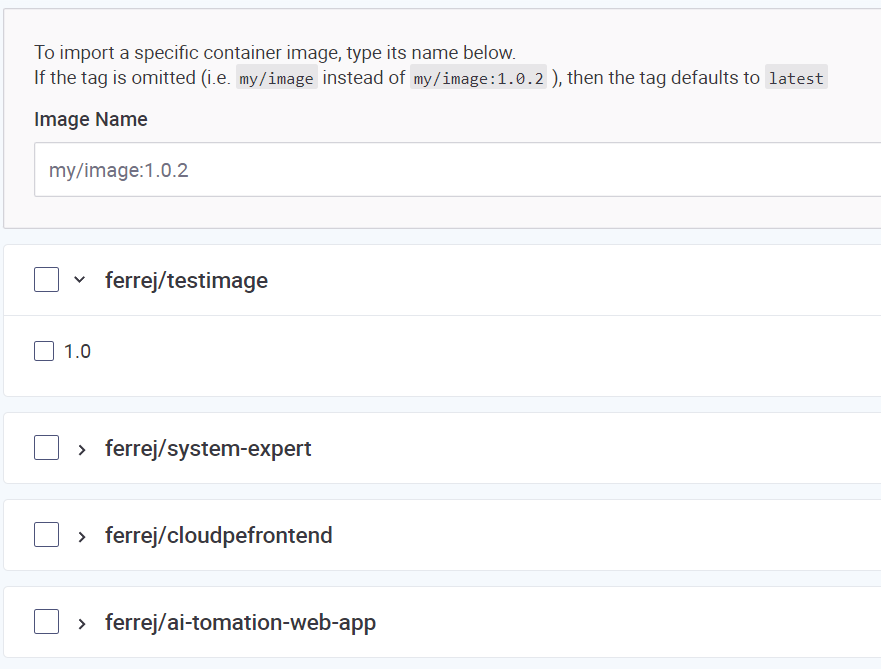 To import a specific container image, type its name below.
If the tag is omitted (i.e. my/image instead of my/image:1.0.2 ), then the tag defaults to latest
Image Name
my/image:1.0.2
ferrej/testimage
1.0
ferrej/system-expert
ferrej/cloudpefrontend
ferrej/ai-tomation-web-app